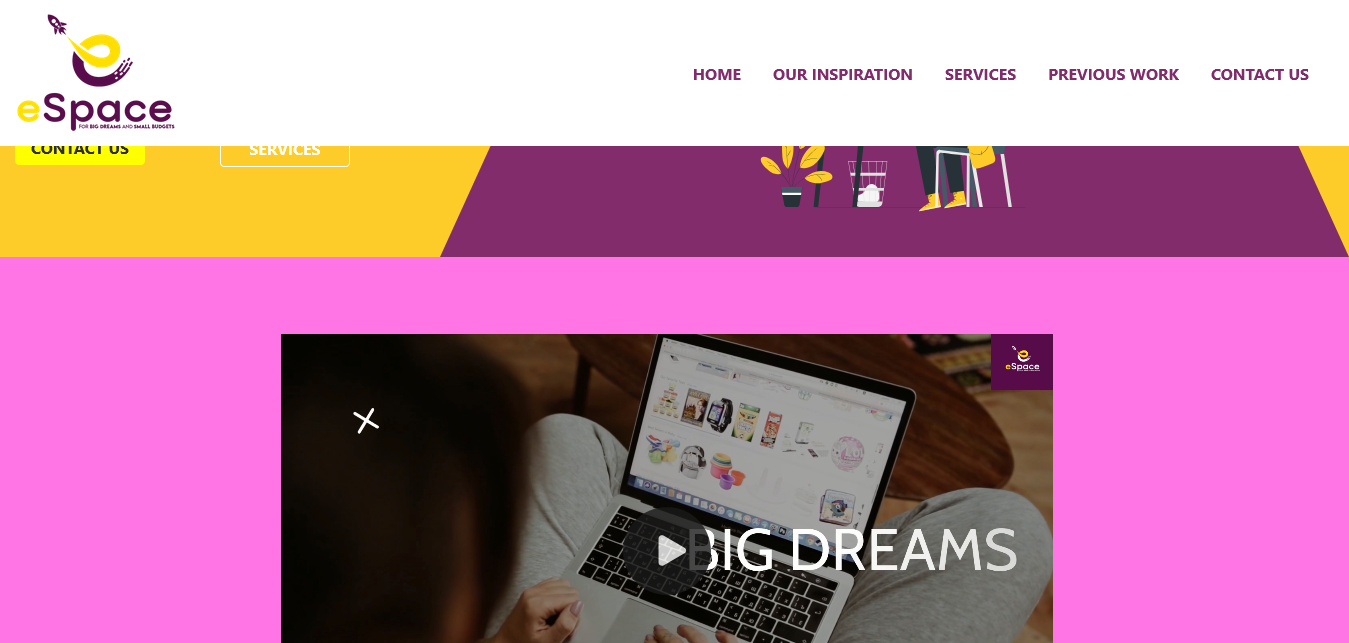 eSpace
FOR BIG DREAMS AND SMALL BUDGETS
HOME OUR INSPIRATION SERVICES PREVIOUS WORK CONTACT US
CONTACT US SERVICES
eSpace
BIG DREAMS